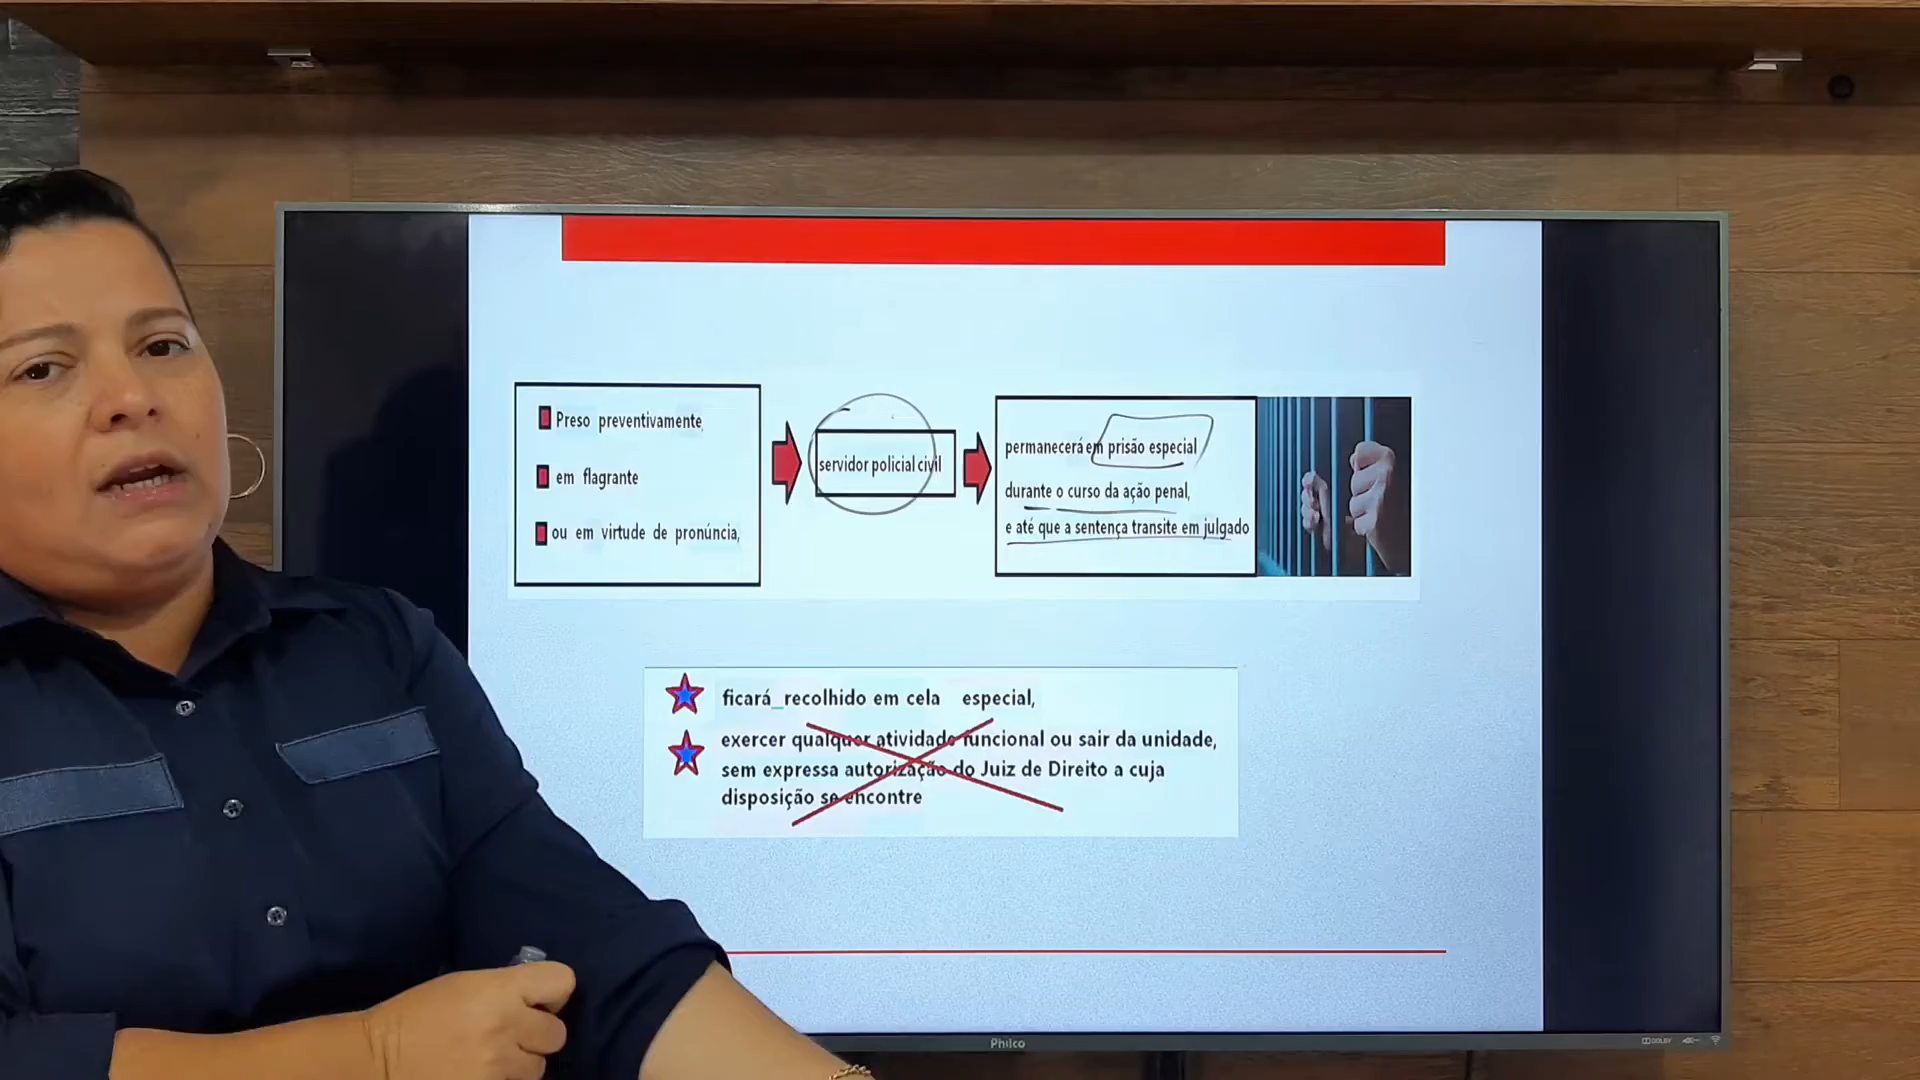 Preso preventivamente,
em flagrante
ou em virtude de pronúncia,
servidor policial civil
permanecerá em prisão especial
durante o curso da ação penal,
e até que a sentença transite em julgado
ficará_recolhido em cela especial,
exercer qualquer atividade funcional ou sair da unidade,
sem expressa autorização do Juiz de Direito a cuja
disposição se encontre
Philco
DOLBY